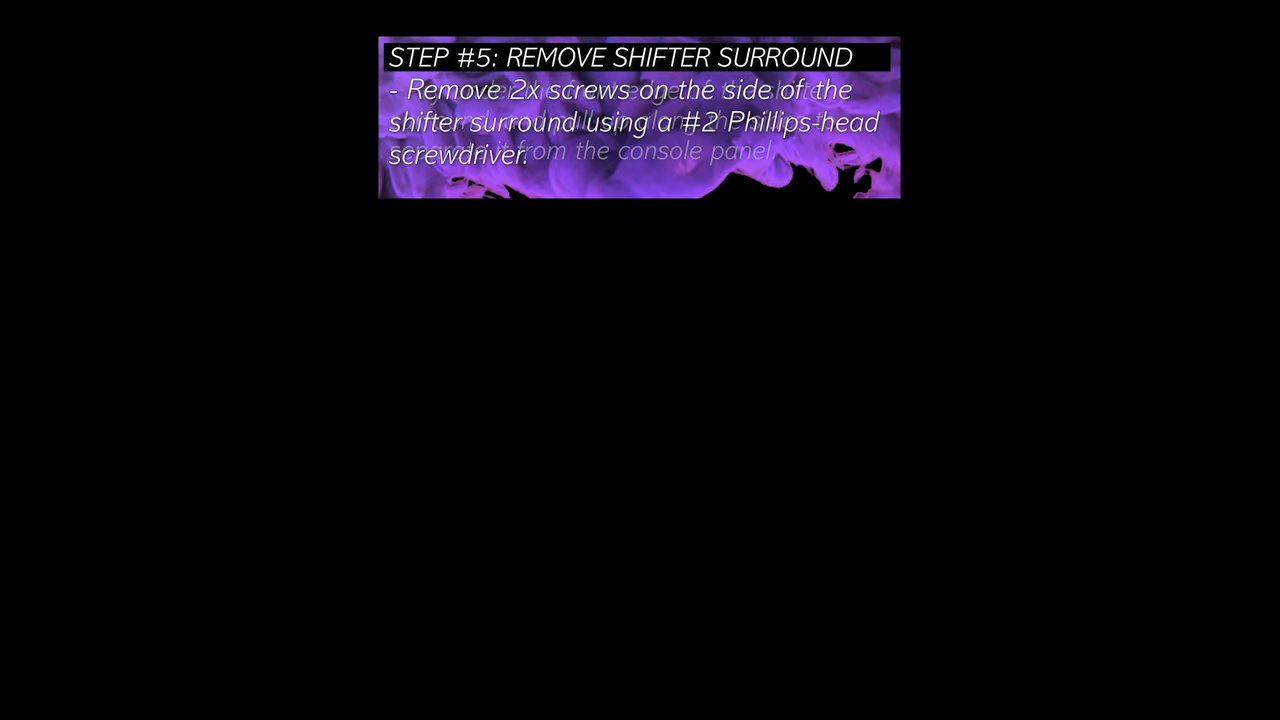 STEP #5: REMOVE SHIFTER SURROUND
- Remove 2x screws on the side of the
shifter surround using a #2 Phillips-head
screwdriver.
from the console panel.